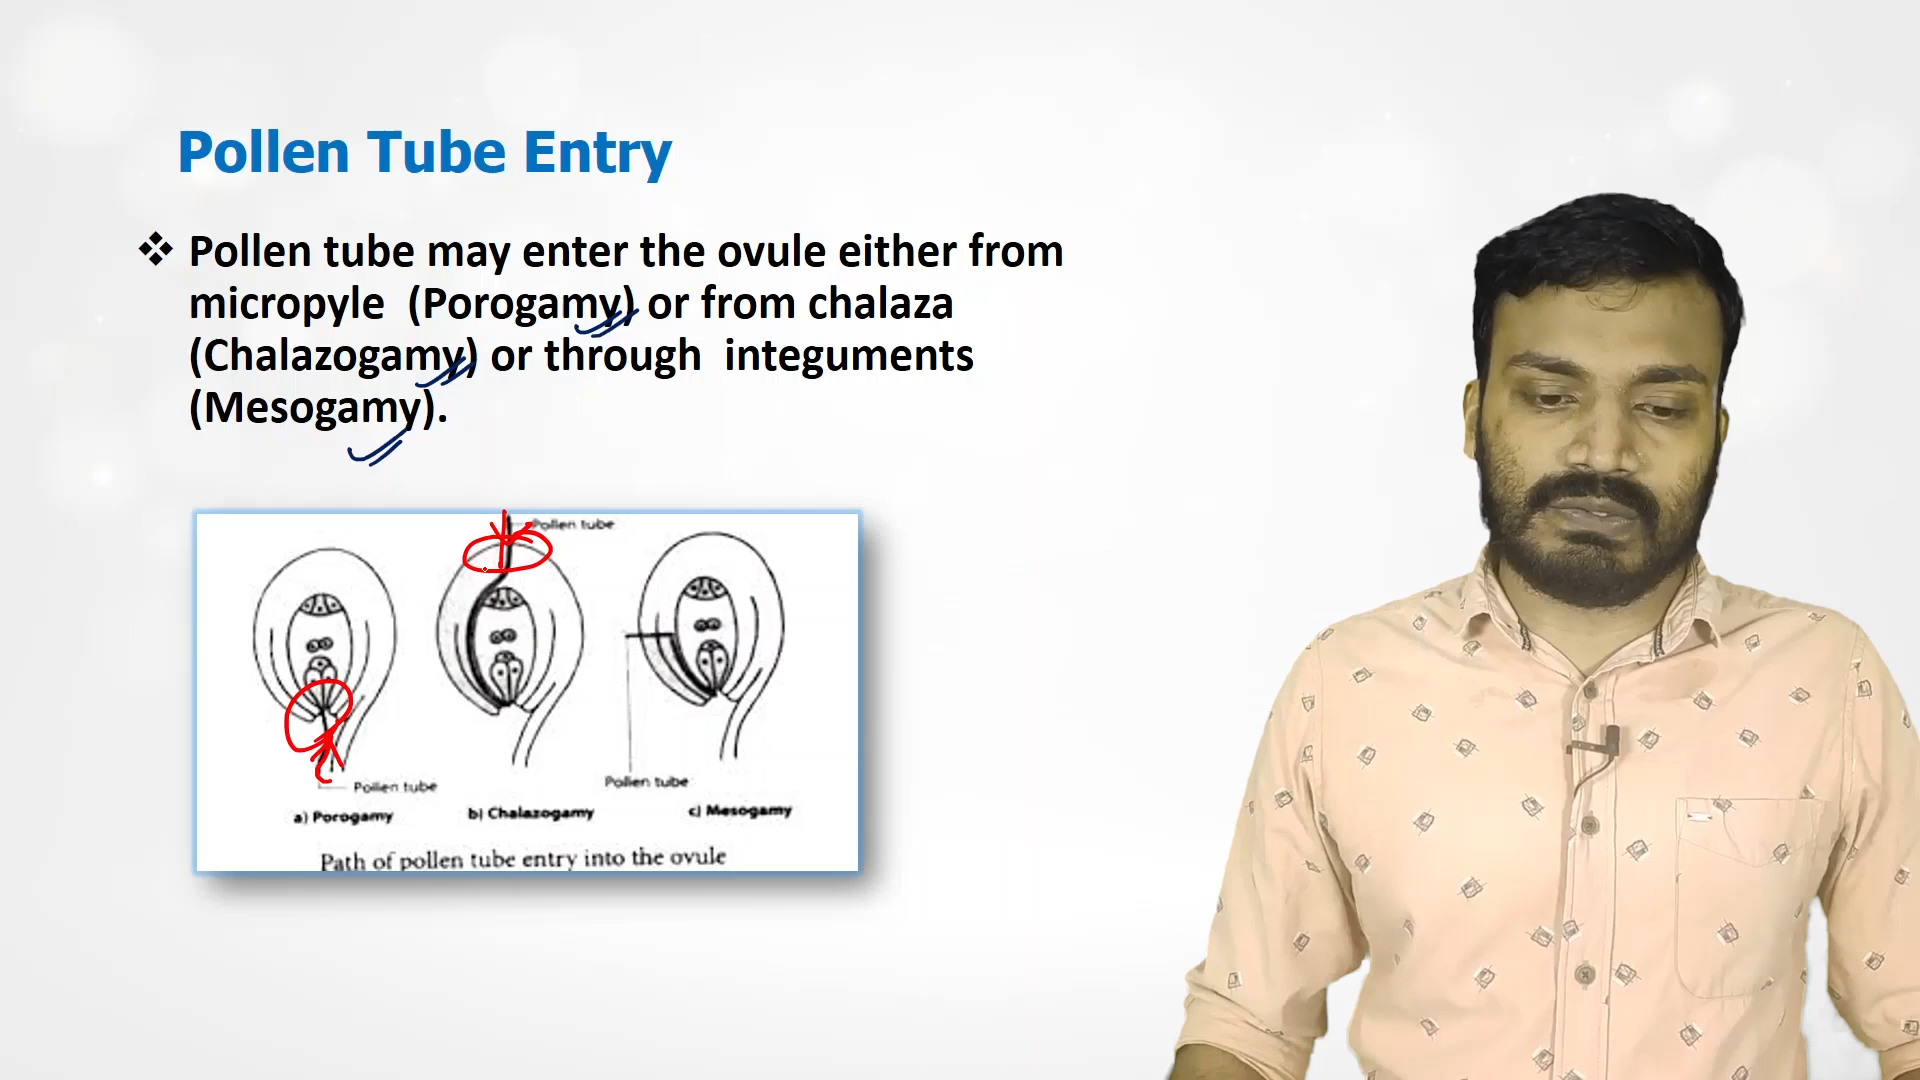 Pollen Tube Entry
❖ Pollen tube may enter the ovule either from
micropyle (Porogamy) or from chalaza
(Chalazogamy) or through integuments
(Mesogamy).
Pollen tube
Pollen tube
Pollen tube
a) Porogamy
b) Chalazogamy
c) Mesogamy
Path of pollen tube entry into the ovule